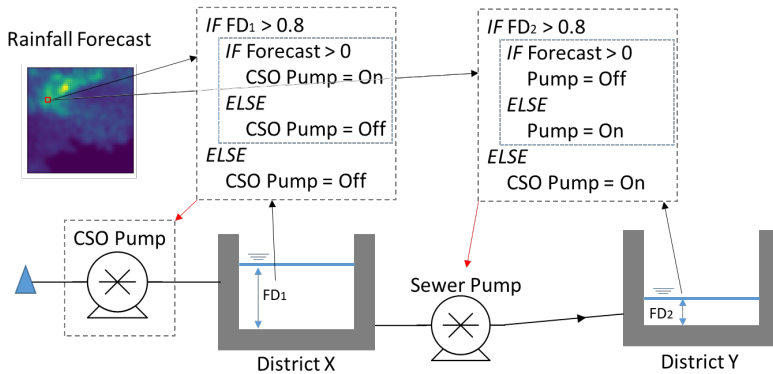 Rainfall Forecast
IF FD1 > 0.8
IF Forecast > 0
CSO Pump = On
ELSE
CSO Pump = Off
ELSE
CSO Pump = Off
IF FD2 > 0.8
IF Forecast > 0
Pump = Off
ELSE
Pump = On
ELSE
CSO Pump = On
CSO Pump
FD1
District X
Sewer Pump
FD2
District Y